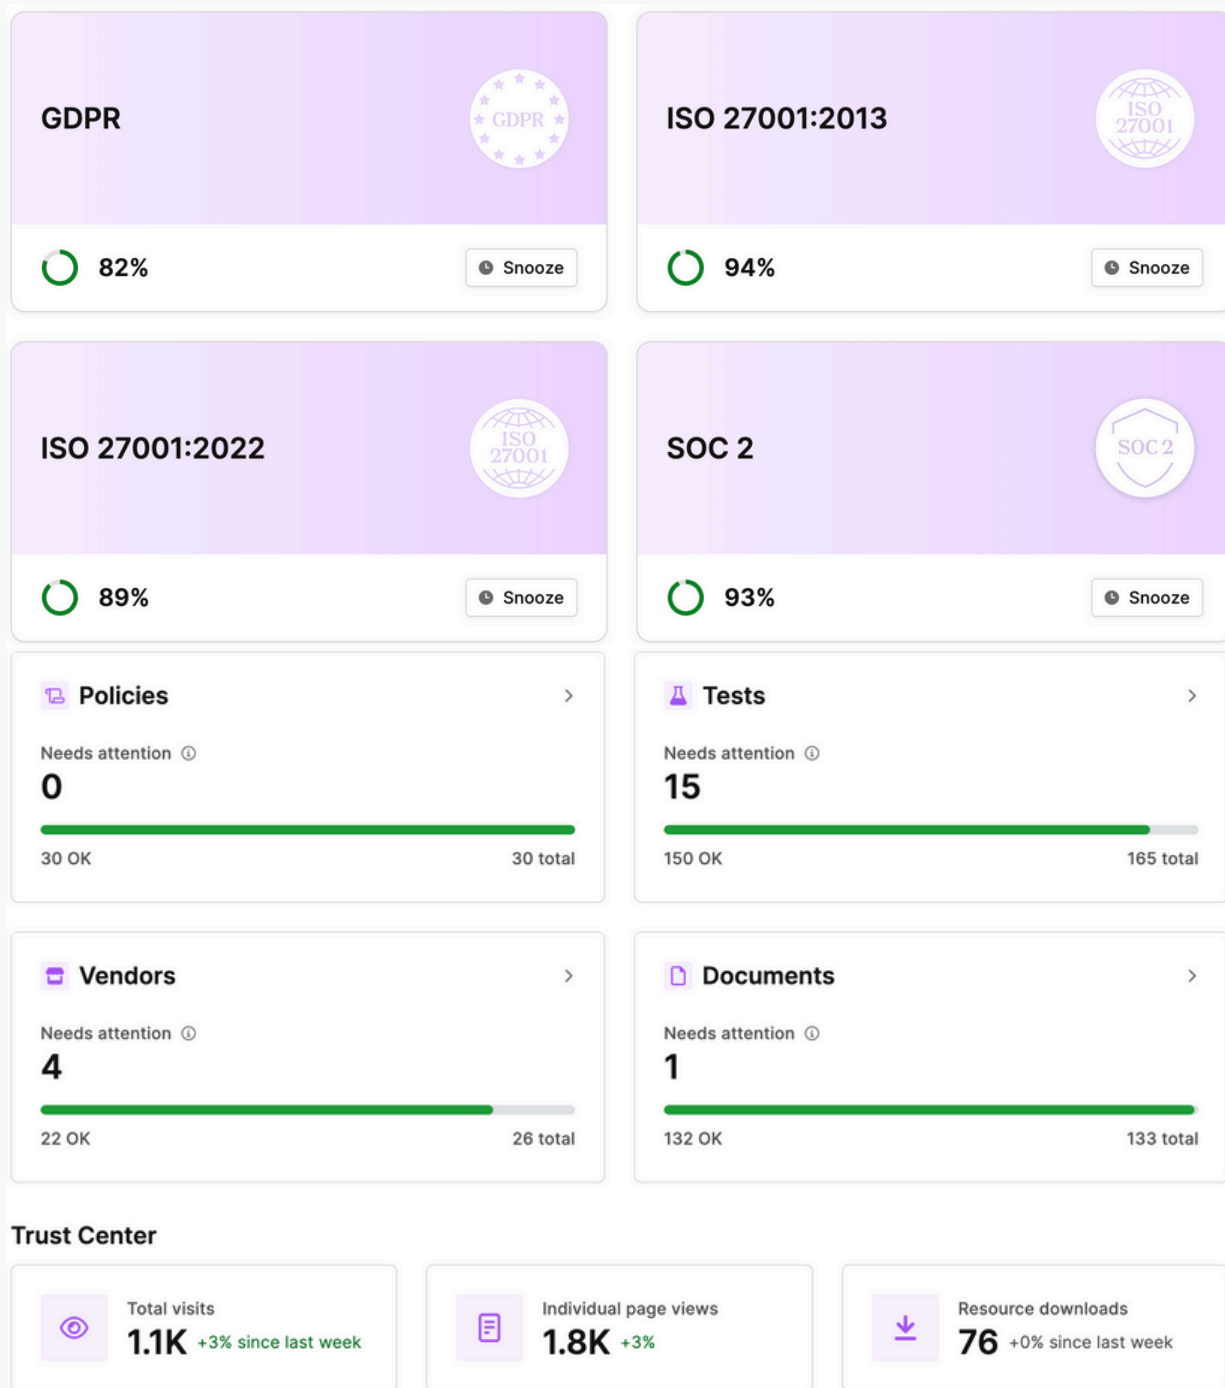 GDPR
GDPR
82%
Snooze
ISO 27001:2013
ISO
27001
94%
Snooze
ISO 27001:2022
ISO
27001
89%
Snooze
SOC 2
SOC 2
93%
Snooze
Policies
Needs attention
0
30 OK
30 total
Tests
Needs attention
15
150 OK
165 total
Vendors
Needs attention
4
22 OK
26 total
Documents
Needs attention
1
132 OK
133 total
Trust Center
Total visits
1.1K +3% since last week
Individual page views
1.8K +3%
Resource downloads
76 +0% since last week